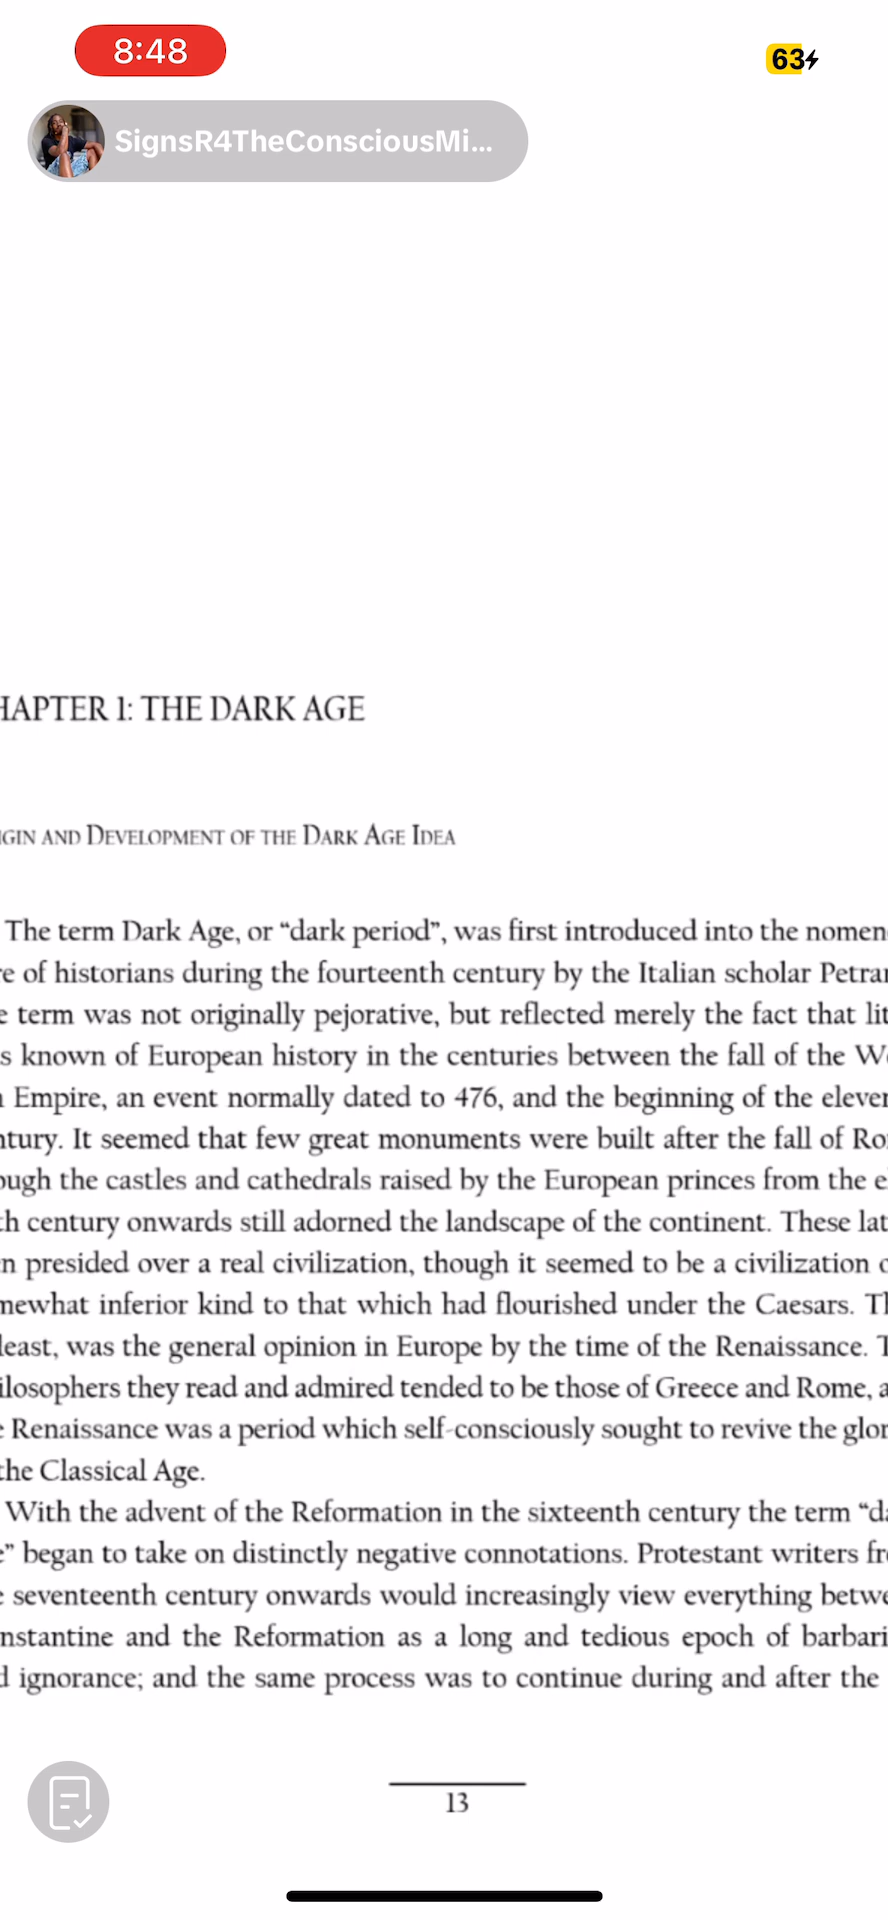 8:48
63
SignsR4TheConsciousMi...
HAPTER 1: THE DARK AGE
GIN AND DEVELOPMENT OF THE DARK AGE IDEA
The term Dark Age, or “dark period”, was first introduced into the nomen
re of historians during the fourteenth century by the Italian scholar Petrar
e term was not originally pejorative, but reflected merely the fact that lit
s known of European history in the centuries between the fall of the We
n Empire, an event normally dated to 476, and the beginning of the eleven
ntury. It seemed that few great monuments were built after the fall of Ro
ough the castles and cathedrals raised by the European princes from the e
th century onwards still adorned the landscape of the continent. These lat
n presided over a real civilization, though it seemed to be a civilization o
mewhat inferior kind to that which had flourished under the Caesars. Th
least, was the general opinion in Europe by the time of the Renaissance. T
ilosophers they read and admired tended to be those of Greece and Rome, a
e Renaissance was a period which self-consciously sought to revive the glor
the Classical Age.
With the advent of the Reformation in the sixteenth century the term “da
e” began to take on distinctly negative connotations. Protestant writers fro
e seventeenth century onwards would increasingly view everything betwe
nstantine and the Reformation as a long and tedious epoch of barbari
d ignorance; and the same process was to continue during and after the
13